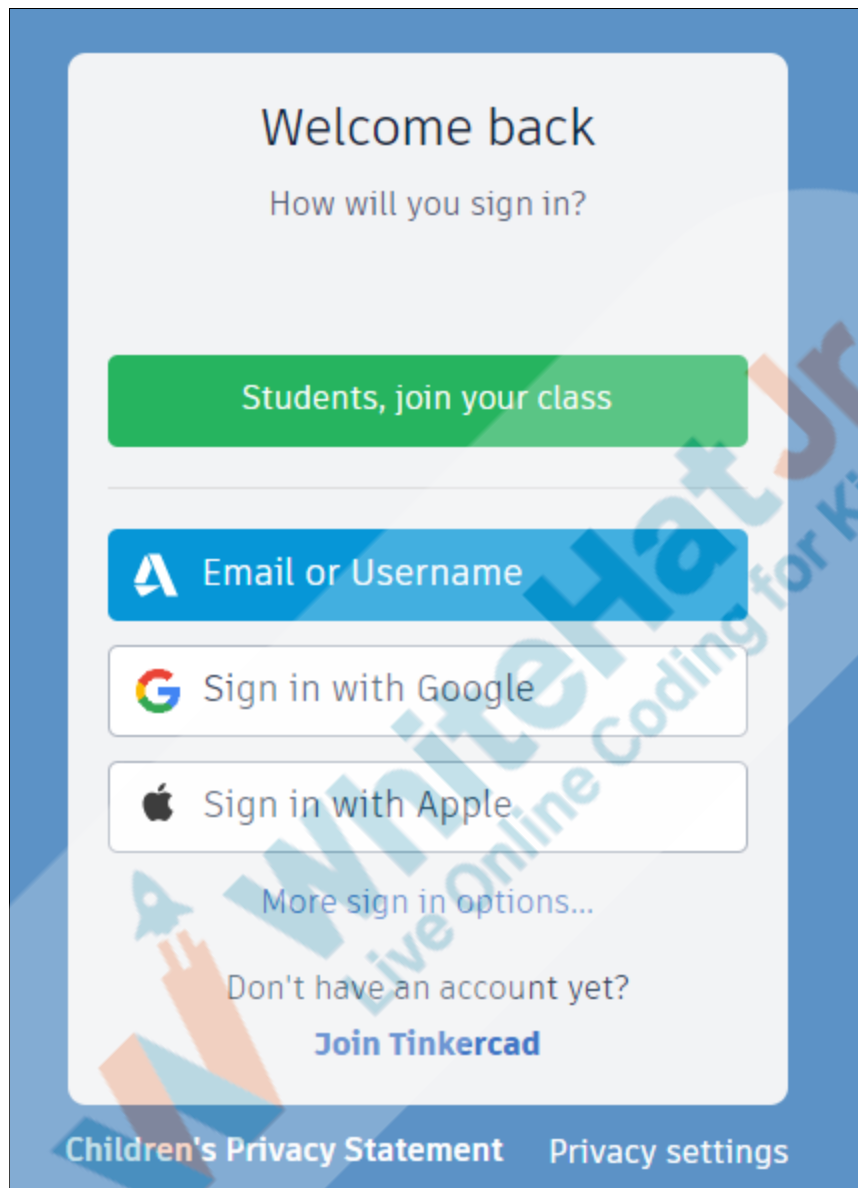 Welcome back
How will you sign in?
Students, join your class
Email or Username
Sign in with Google
Sign in with Apple
More sign in options...
Don't have an account yet?
Join Tinkercad
Children's Privacy Statement Privacy settings
WhiteHat Jr
Live Online Coding for